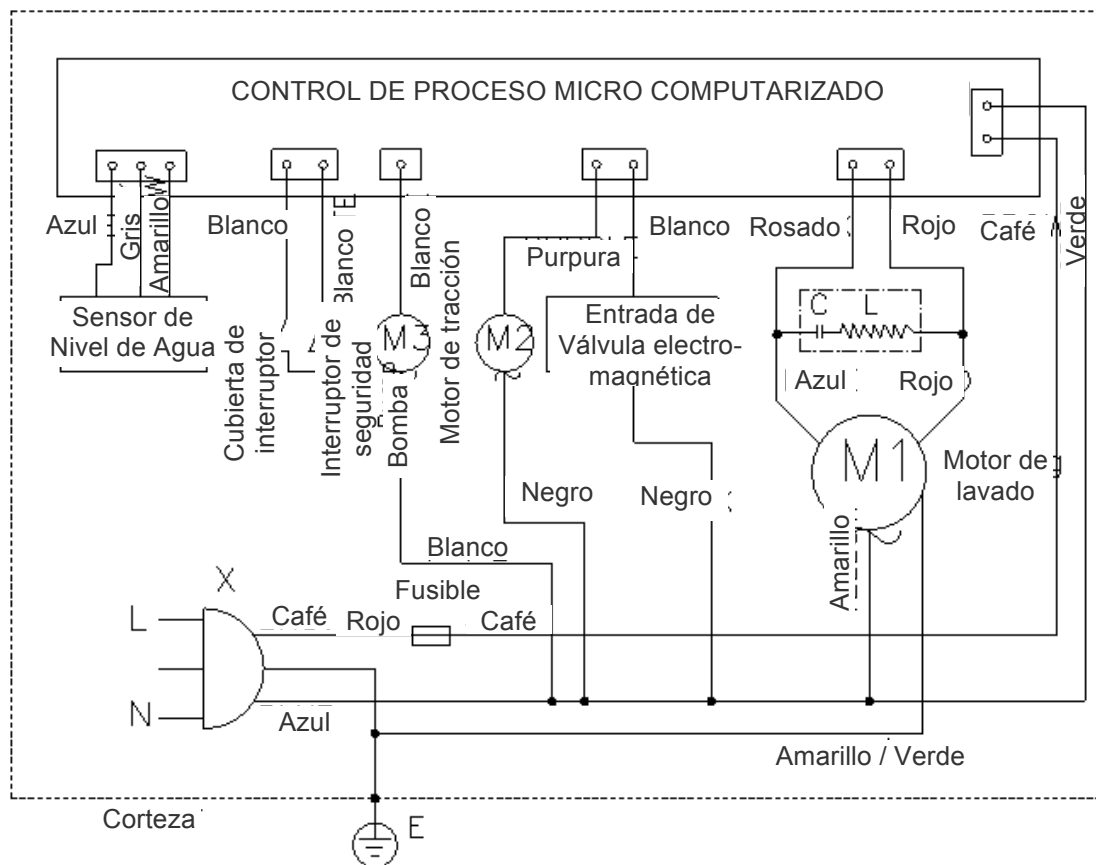 CONTROL DE PROCESO MICRO COMPUTARIZADO
Azul
Gris
Amarillo
Blanco
Blanco
Blanco
Motor de tracción
Purpura
Blanco
Rosado
Rojo
Café
Verde
Sensor de
Nivel de Agua
Cubierta de
interruptor
Interruptor de
seguridad
M3
Bomba
M2
Entrada de
Válvula electro-
magnética
C
L
Azul
Rojo
M1
Motor de
lavado
Amarillo
Negro
Negro
Blanco
Fusible
X
L
Café
Rojo
Café
N
Azul
Amarillo / Verde
Corteza
E